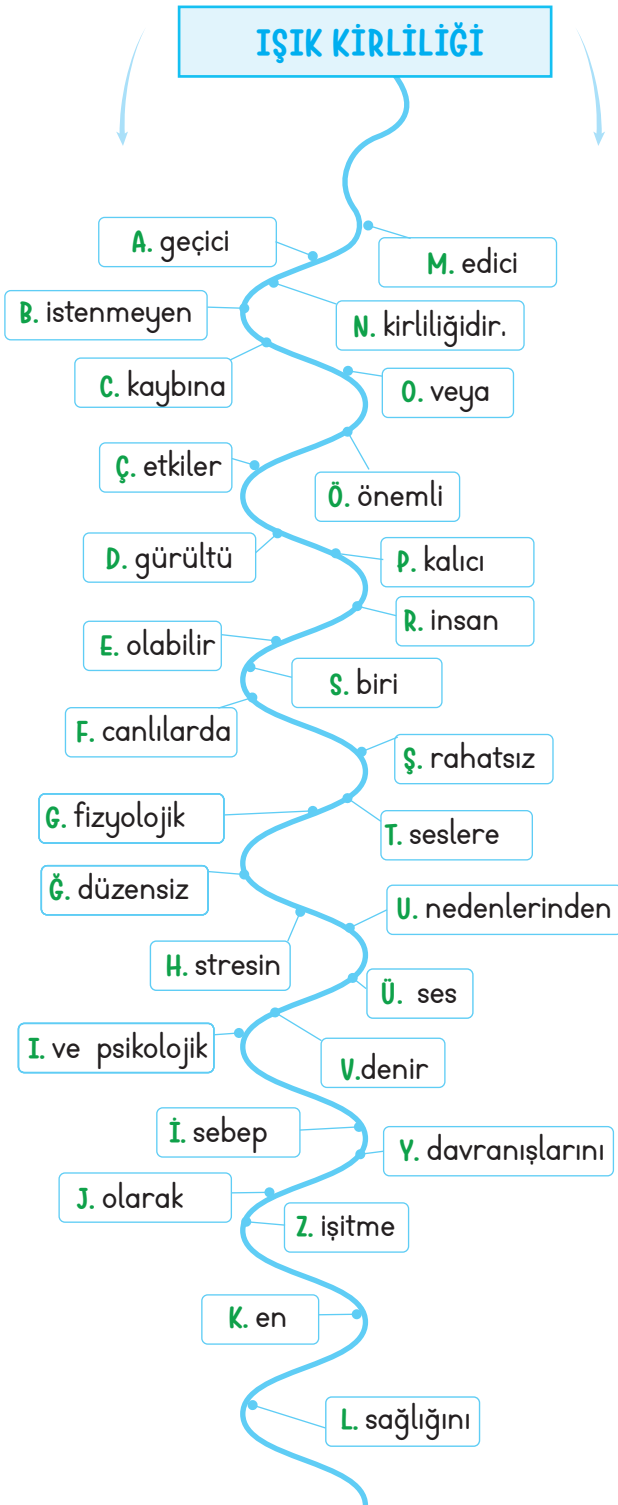 IŞIK KİRLİLİĞİ
A. geçici
M. edici
B. istenmeyen
N. kirliliğidir.
C. kaybına
O. veya
Ç. etkiler
Ö. önemli
D. gürültü
P. kalıcı
R. insan
E. olabilir
S. biri
F. canlılarda
Ş. rahatsız
G. fizyolojik
T. seslere
Ğ. düzensiz
U. nedenlerinden
H. stresin
Ü. ses
I. ve psikolojik
V.denir
İ. sebep
Y. davranışlarını
J. olarak
Z. işitme
K. en
L. sağlığını